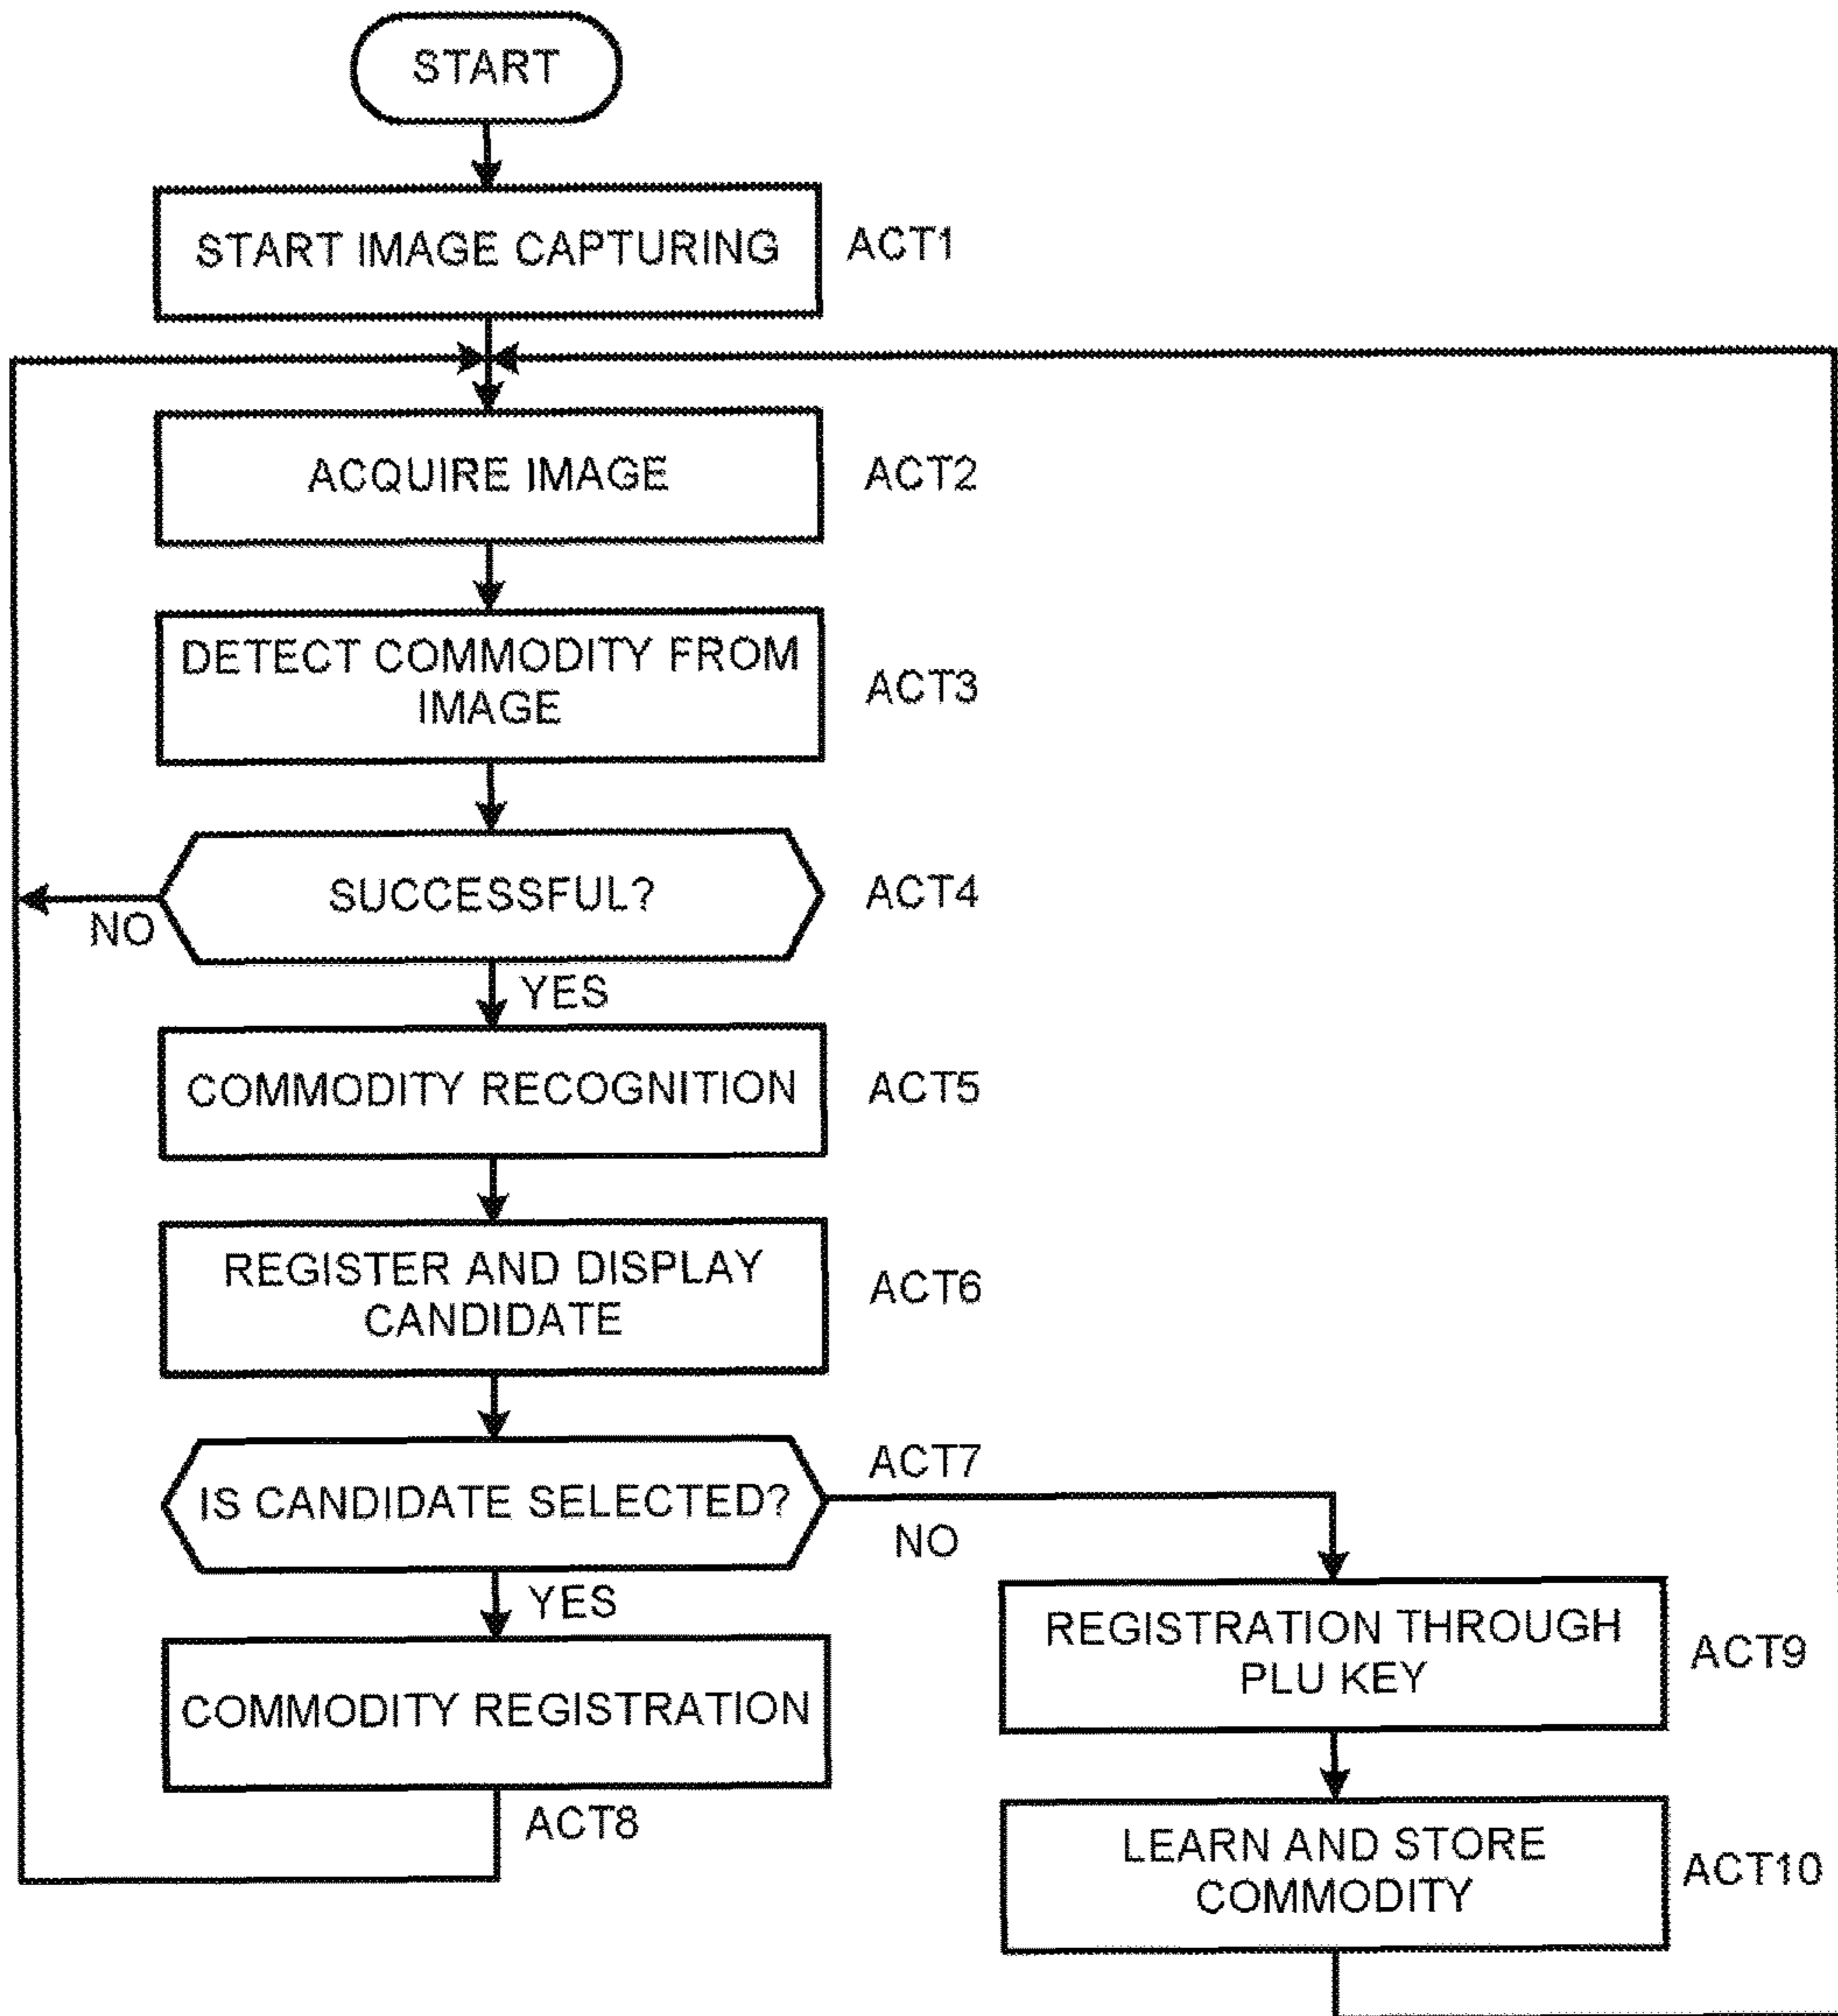 START
START IMAGE CAPTURING
ACT1
ACQUIRE IMAGE
ACT2
DETECT COMMODITY FROM
IMAGE
ACT3
SUCCESSFUL?
ACT4
NO
YES
COMMODITY RECOGNITION
ACT5
REGISTER AND DISPLAY
CANDIDATE
ACT6
IS CANDIDATE SELECTED?
ACT7
NO
YES
COMMODITY REGISTRATION
ACT8
REGISTRATION THROUGH
PLU KEY
ACT9
LEARN AND STORE
COMMODITY
ACT10